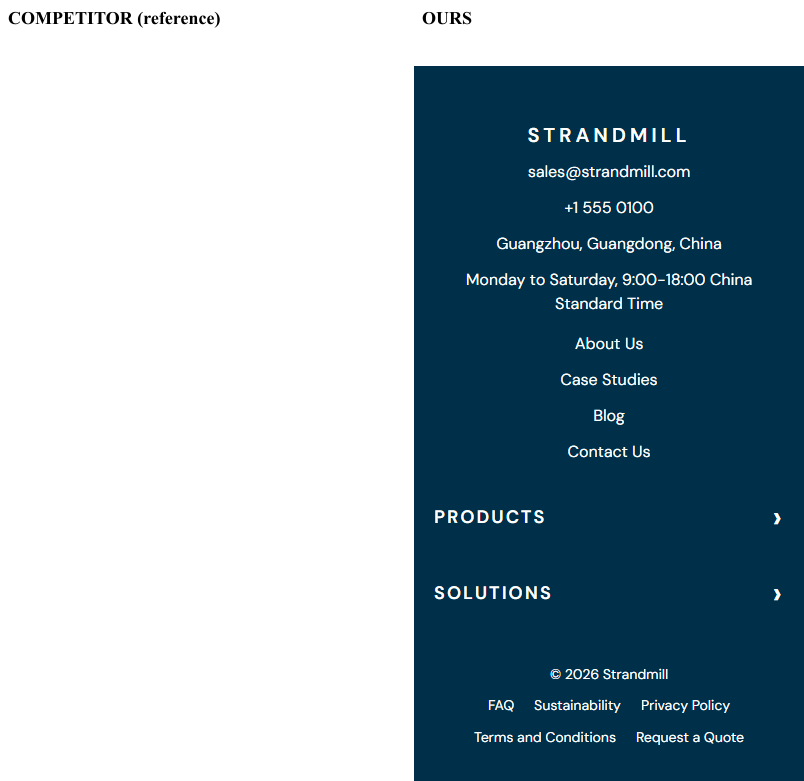 COMPETITOR (reference)
OURS
STRANDMILL
sales@strandmill.com
+1 555 0100
Guangzhou, Guangdong, China
Monday to Saturday, 9:00-18:00 China
Standard Time
About Us
Case Studies
Blog
Contact Us
PRODUCTS ›
SOLUTIONS ›
© 2026 Strandmill
FAQ Sustainability Privacy Policy
Terms and Conditions Request a Quote